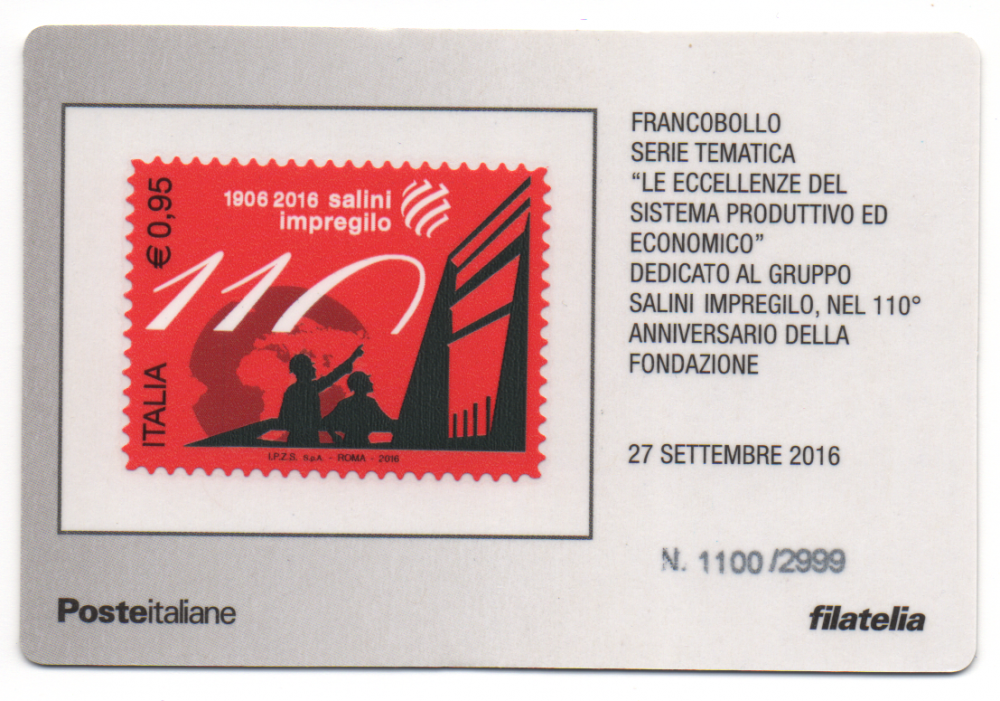 € 0,95
1906 2016 salini
impregilo
110
ITALIA
I.P.Z.S. S.p.A. - ROMA - 2016
FRANCOBOLLO
SERIE TEMATICA
“LE ECCELLENZE DEL
SISTEMA PRODUTTIVO ED
ECONOMICO”
DEDICATO AL GRUPPO
SALINI IMPREGILO, NEL 110°
ANNIVERSARIO DELLA
FONDAZIONE
27 SETTEMBRE 2016
N. 1100/2999
Posteitaliane
filatelia